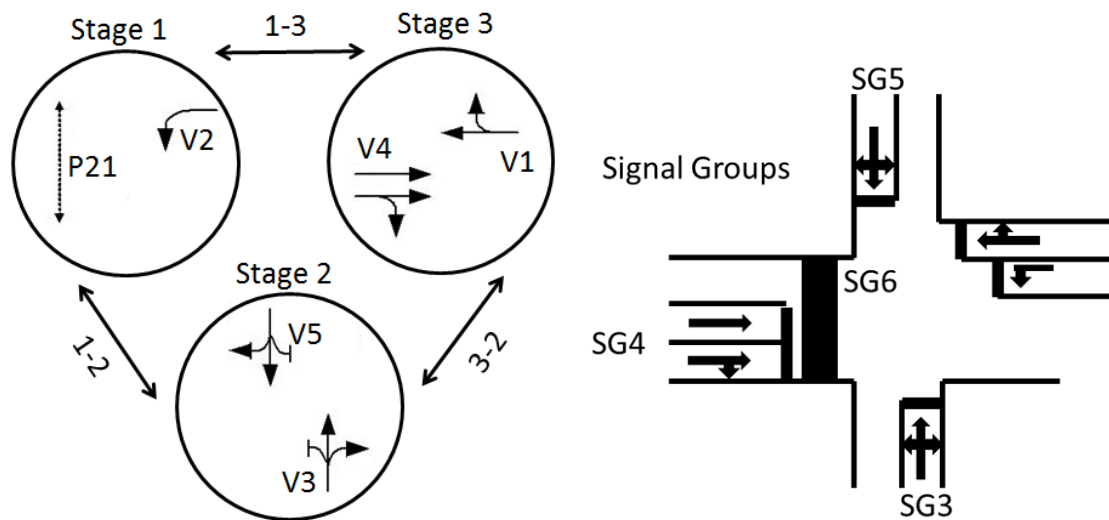 Stage 1
1-3
Stage 3
P21
V2
V4
V1
Stage 2
1-2
V5
3-2
V3
Signal Groups
SG5
SG6
SG4
SG3